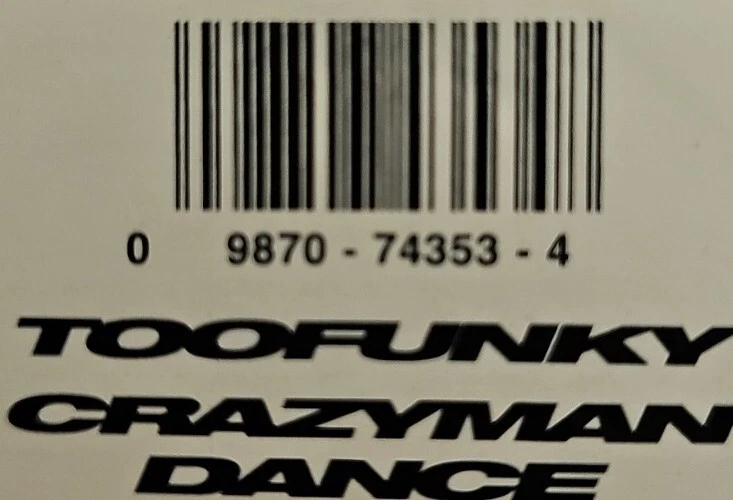 0 9870 - 74353 - 4
TOOFUNKY
CRAZYMAN
DANCE